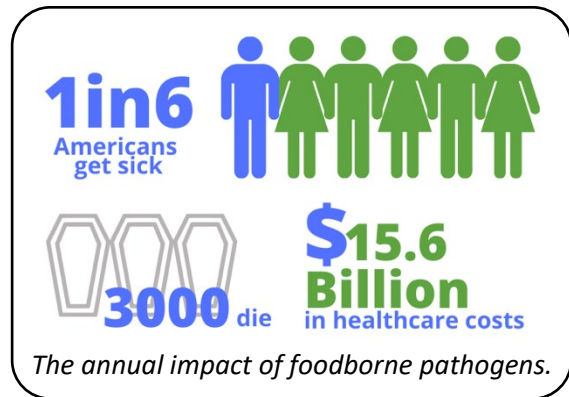 1in6
Americans
get sick
3000 die
$15.6
Billion
in healthcare costs
The annual impact of foodborne pathogens.